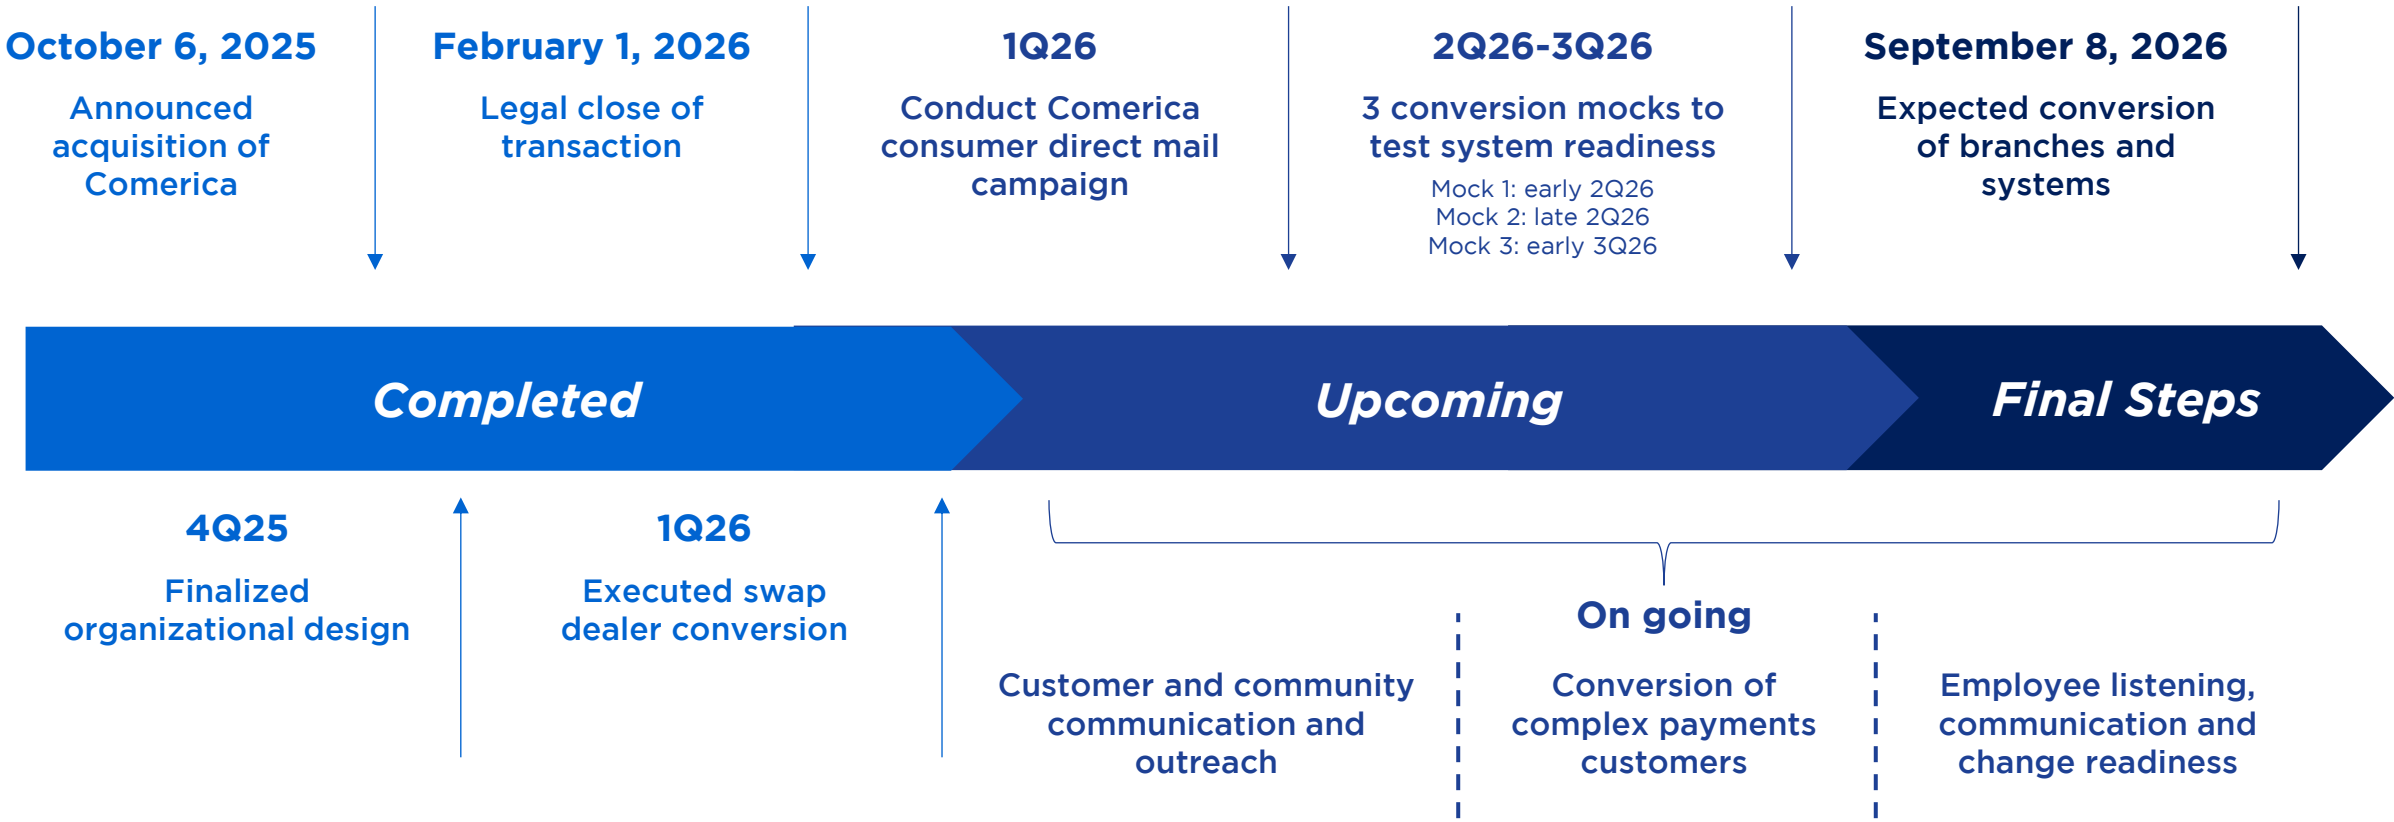 October 6, 2025
Announced
acquisition of
Comerica
February 1, 2026
Legal close of
transaction
1Q26
Conduct Comerica
consumer direct mail
campaign
2Q26-3Q26
3 conversion mocks to
test system readiness
Mock 1: early 2Q26
Mock 2: late 2Q26
Mock 3: early 3Q26
September 8, 2026
Expected conversion
of branches and
systems
Completed
Upcoming
Final Steps
4Q25
Finalized
organizational design
1Q26
Executed swap
dealer conversion
On going
Customer and community
communication and
outreach
Conversion of
complex payments
customers
Employee listening,
communication and
change readiness